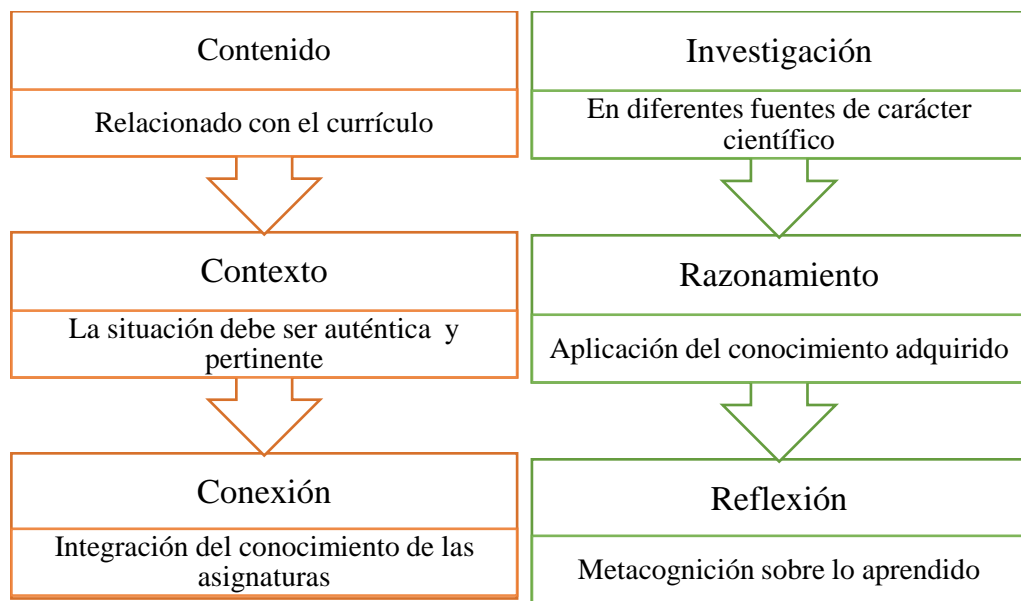 Contenido
Relacionado con el currículo
Contexto
La situación debe ser auténtica y
pertinente
Conexión
Integración del conocimiento de las
asignaturas
Investigación
En diferentes fuentes de carácter
científico
Razonamiento
Aplicación del conocimiento adquirido
Reflexión
Metacognición sobre lo aprendido